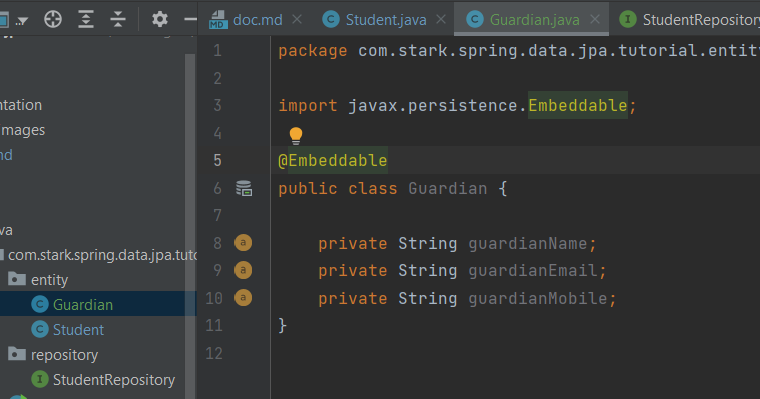 doc.md
Student.java
Guardian.java
StudentRepository
ntation
mages
nd
va
com.stark.spring.data.jpa.tuto
entity
Guardian
Student
repository
StudentRepository
1 package com.stark.spring.data.jpa.tutorial.entit
2
3 import javax.persistence.Embeddable;
4
5 @Embeddable
6 public class Guardian {
7
8 private String guardianName;
9 private String guardianEmail;
10 private String guardianMobile;
11 }
12